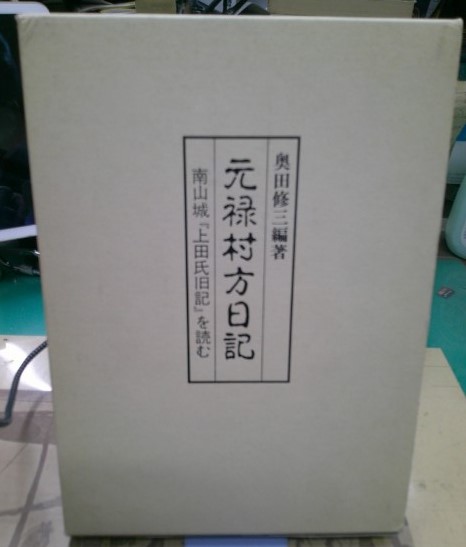 奥田修三編著
元禄村方日記
南山城『上田氏旧記』を読む